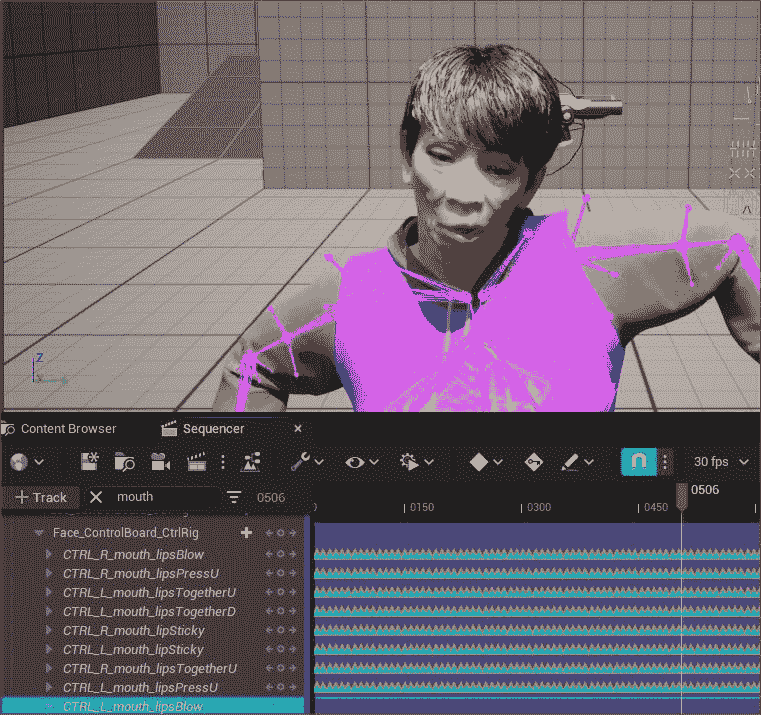 Z
Content Browser
Sequencer
Track
mouth
0506
30 fps
0506
0150
0300
0450
Face_ControlBoard_CtrlRig
CTRL_R_mouth_lipsBlow
CTRL_R_mouth_lipsPressU
CTRL_L_mouth_lipsTogetherU
CTRL_L_mouth_lipsTogetherD
CTRL_R_mouth_lipSticky
CTRL_L_mouth_lipSticky
CTRL_R_mouth_lipsTogetherU
CTRL_L_mouth_lipsPressU
CTRL_L_mouth_lipsBlow